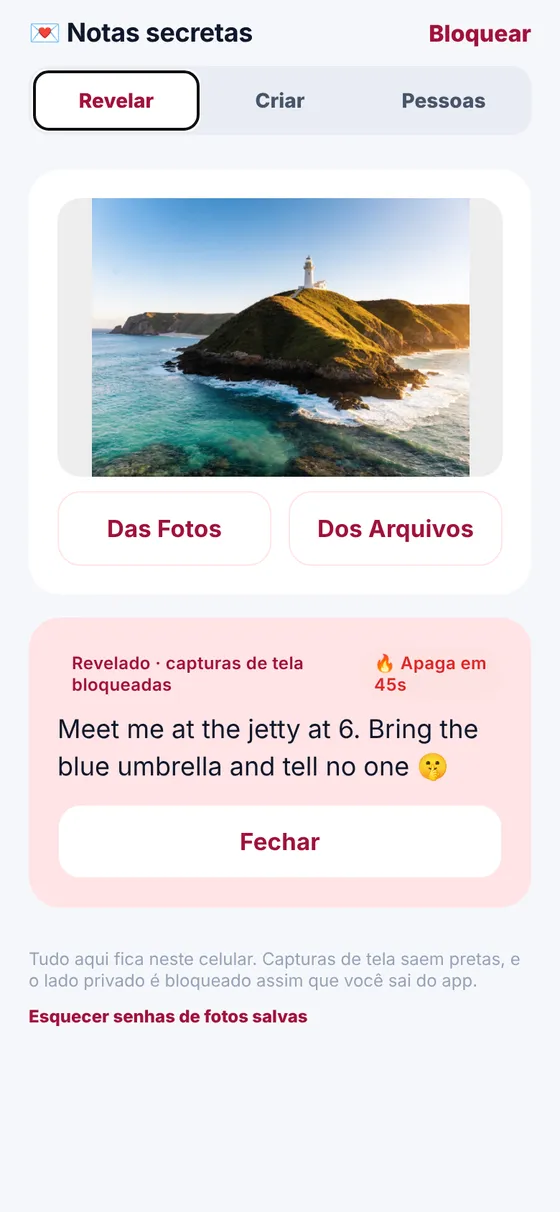 💌 Notas secretas
Bloquear
Revelar
Criar
Pessoas
Das Fotos
Dos Arquivos
Revelado · capturas de tela
bloqueadas
🔥 Apaga em
45s
Meet me at the jetty at 6. Bring the
blue umbrella and tell no one 🤫
Fechar
Tudo aqui fica neste celular. Capturas de tela saem pretas, e
o lado privado é bloqueado assim que você sai do app.
Esquecer senhas de fotos salvas